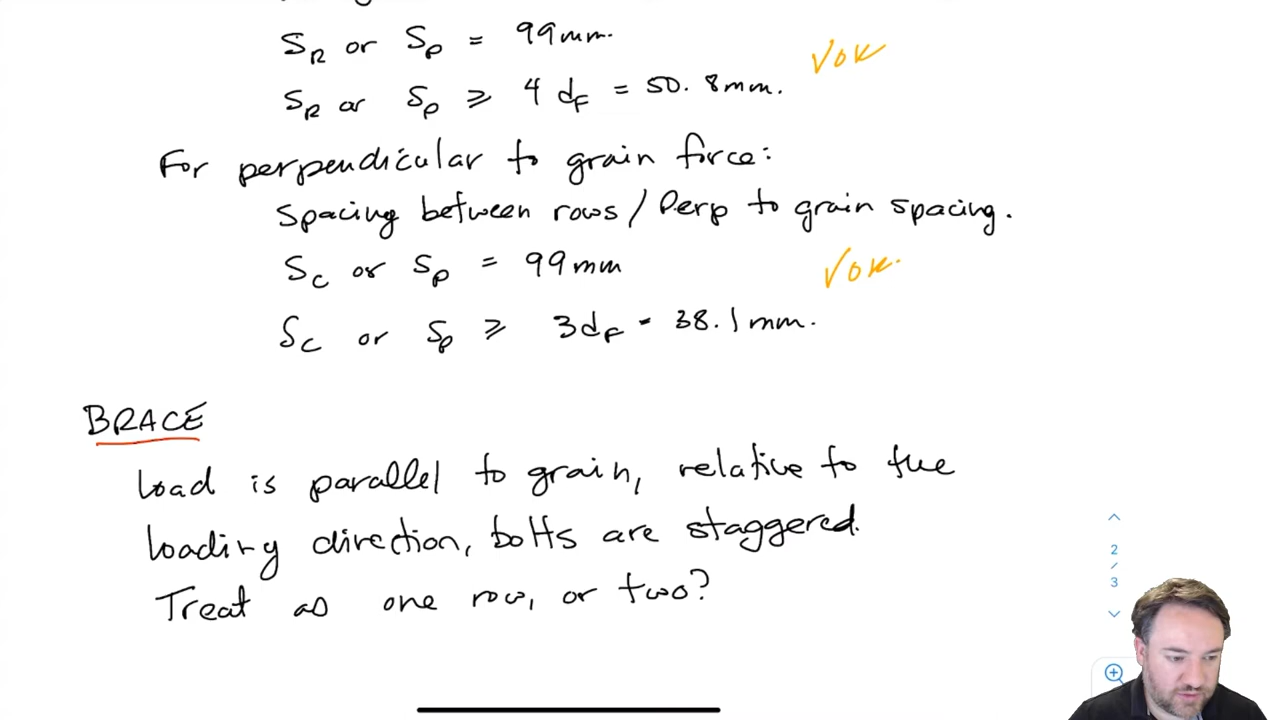 S_R or S_P = 99mm.
√ OK
S_R or S_P ≥ 4 d_F = 50.8mm.
For perpendicular to grain force:
Spacing between rows / Perp to grain spacing.
S_C or S_P = 99mm
√ OK.
S_C or S_P ≥ 3d_F = 38.1mm.
BRACE
Load is parallel to grain, relative to the
loading direction, bolts are staggered.
Treat as one row, or two?
2
/
3